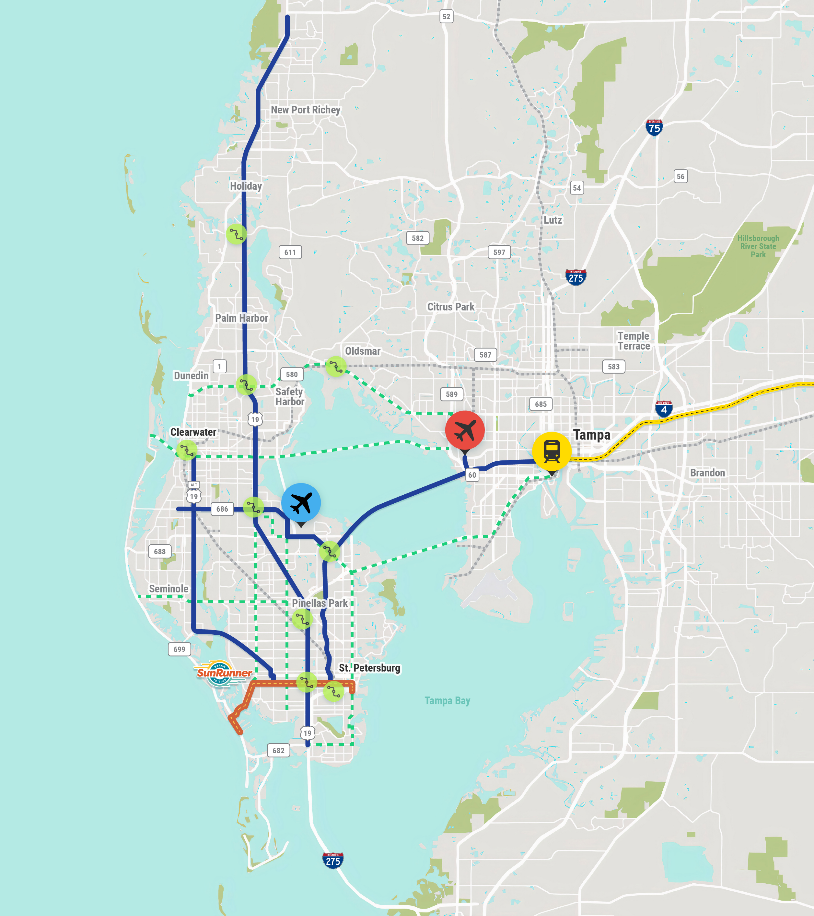 52
New Port Richey
75
Holiday
54
56
Lutz
582
597
611
Hillsborough
River State
Park
275
Citrus Park
Palm Harbor
Temple
Terrace
Oldsmar
587
583
1
580
Dunedin
Safety
Harbor
589
685
4
19
Clearwater
Tampa
60
Brandon
19
686
688
Seminole
Pinellas Park
699
St. Petersburg
SunRunner
Tampa Bay
19
682
275